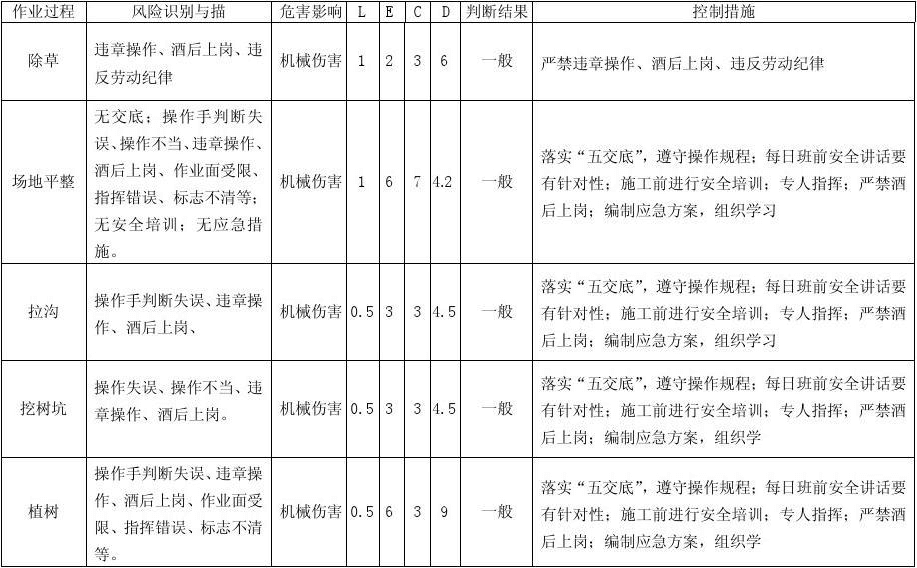 作业过程 风险识别与描 危害影响 L E C D 判断结果 控制措施
除草 违章操作、酒后上岗、违 机械伤害 1 2 3 6 一般 严禁违章操作、酒后上岗、违反劳动纪律
反劳动纪律
场地平整 无交底；操作手判断失 机械伤害 1 6 7 4.2 一般 落实“五交底”，遵守操作规程；每日班前安全讲话要
误、操作不当、违章操作、 有针对性；施工前进行安全培训；专人指挥；严禁酒
酒后上岗、作业面受限、 后上岗；编制应急方案，组织学习
指挥错误、标志不清等；
无安全培训；无应急措
施。
拉沟 操作手判断失误、违章操 机械伤害 0.5 3 3 4.5 一般 落实“五交底”，遵守操作规程；每日班前安全讲话要
作、酒后上岗、 有针对性；施工前进行安全培训；专人指挥；严禁酒
后上岗；编制应急方案，组织学习
挖树坑 操作失误、操作不当、违 机械伤害 0.5 3 3 4.5 一般 落实“五交底”，遵守操作规程；每日班前安全讲话要
章操作、酒后上岗。 有针对性；施工前进行安全培训；专人指挥；严禁酒
后上岗；编制应急方案，组织学
植树 操作手判断失误、违章操 机械伤害 0.5 6 3 9 一般 落实“五交底”，遵守操作规程；每日班前安全讲话要
作、酒后上岗、作业面受 有针对性；施工前进行安全培训；专人指挥；严禁酒
限、指挥错误、标志不清 后上岗；编制应急方案，组织学
等。